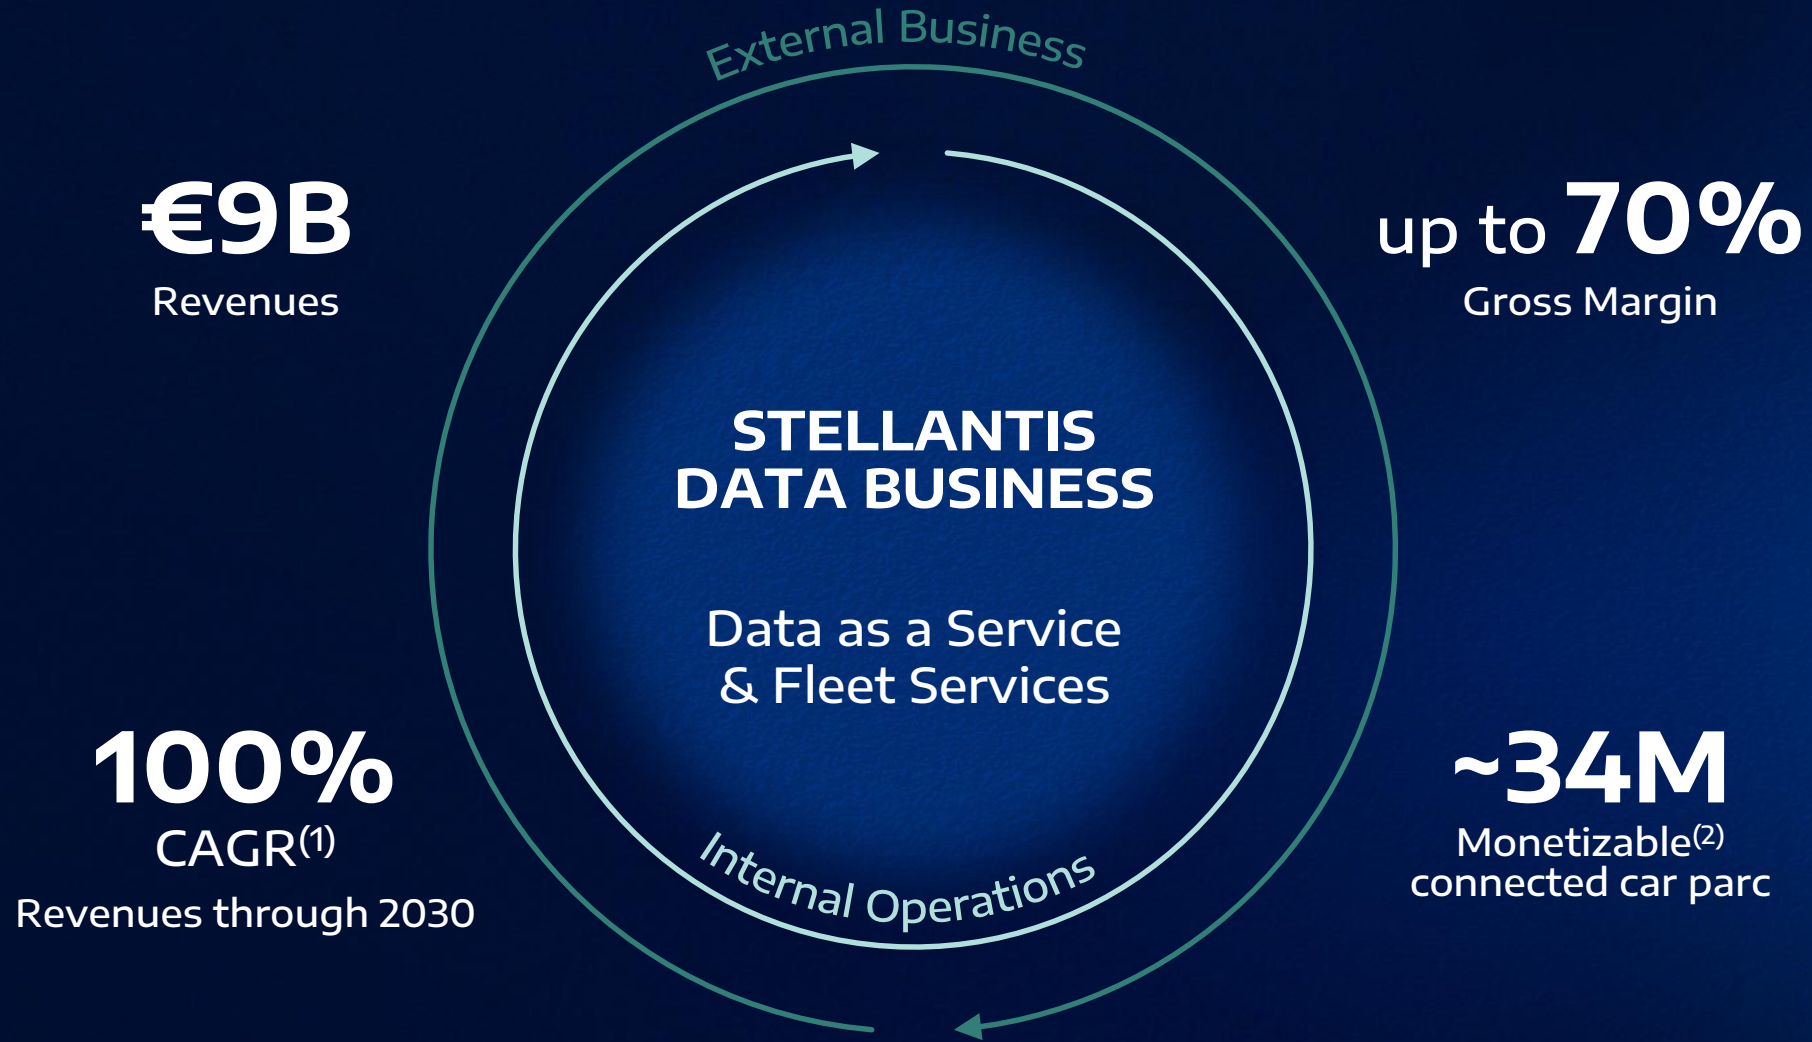 External Business
€9B
Revenues
up to 70%
Gross Margin
STELLANTIS
DATA BUSINESS
Data as a Service
& Fleet Services
100%
CAGR(1)
Revenues through 2030
~34M
Monetizable(2)
connected car parc
Internal Operations